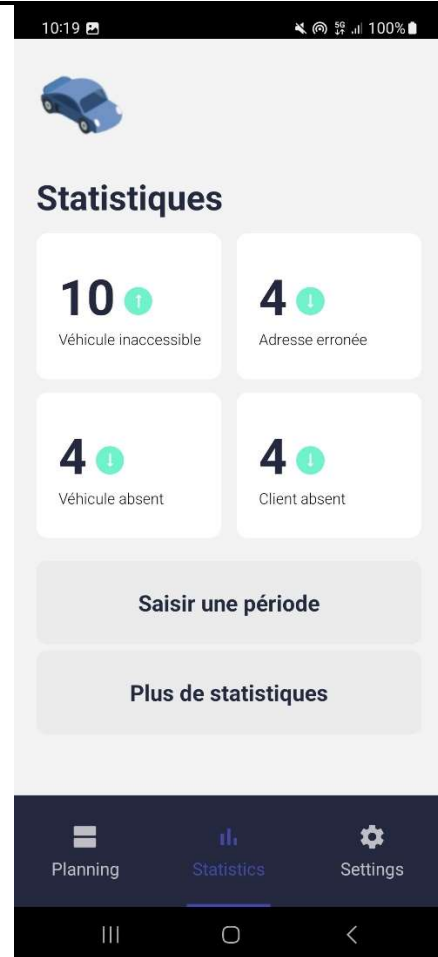 10:19
5G 100%
Statistiques
10
Véhicule inaccessible
4
Adresse erronée
4
Véhicule absent
4
Client absent
Saisir une période
Plus de statistiques
Planning
Statistics
Settings